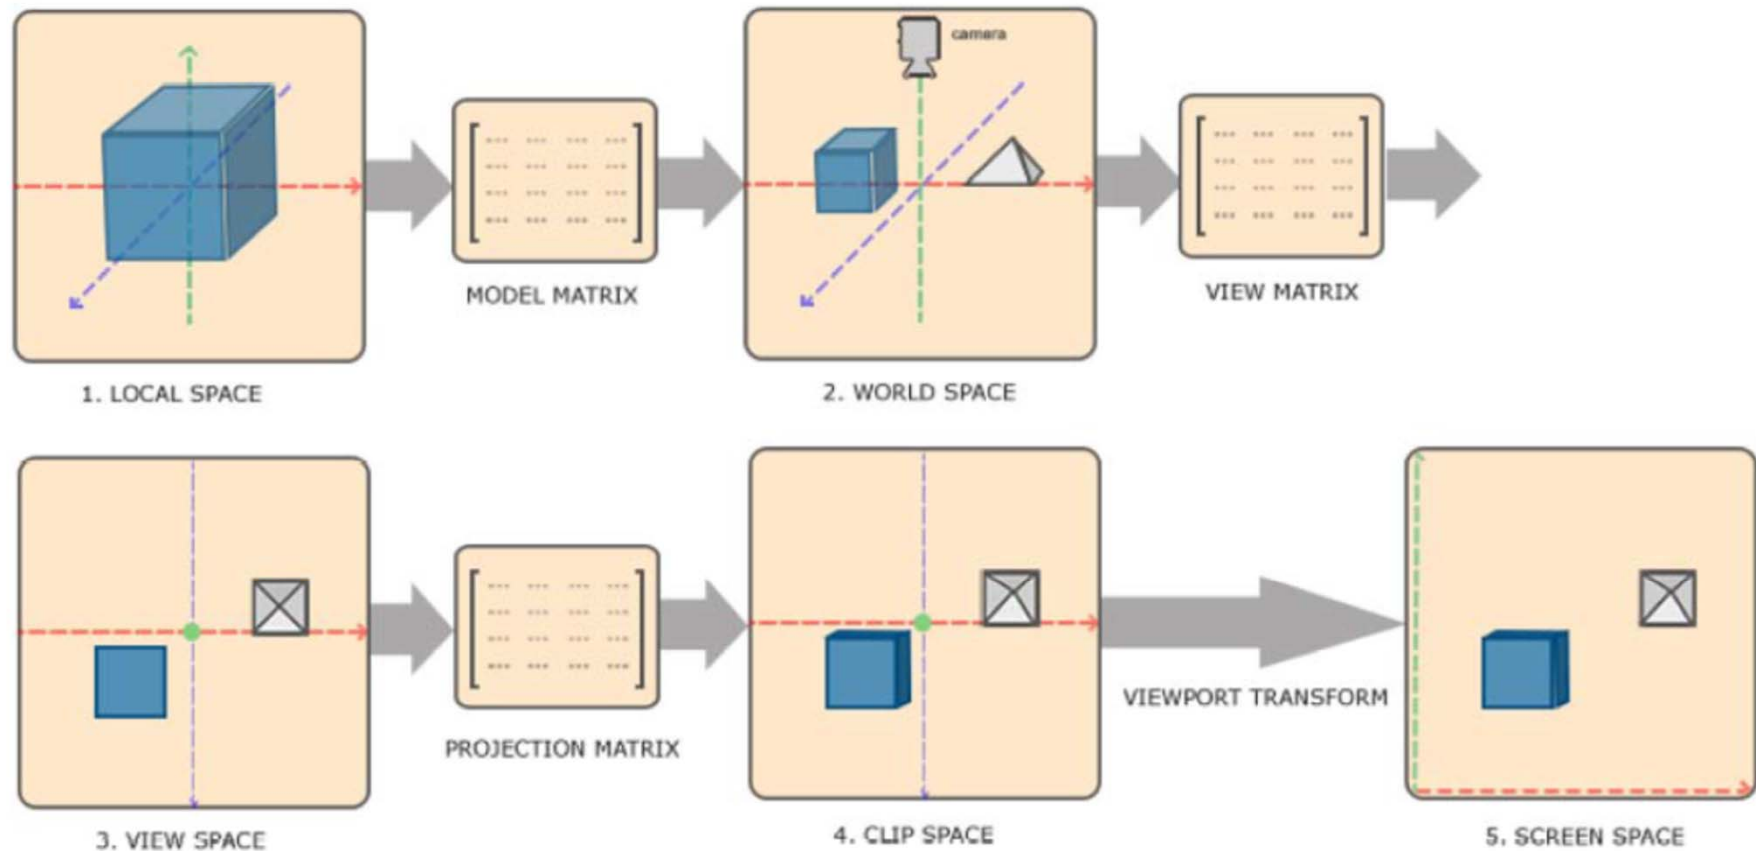 camera
MODEL MATRIX
VIEW MATRIX
1. LOCAL SPACE
2. WORLD SPACE
VIEWPORT TRANSFORM
PROJECTION MATRIX
3. VIEW SPACE
4. CLIP SPACE
5. SCREEN SPACE